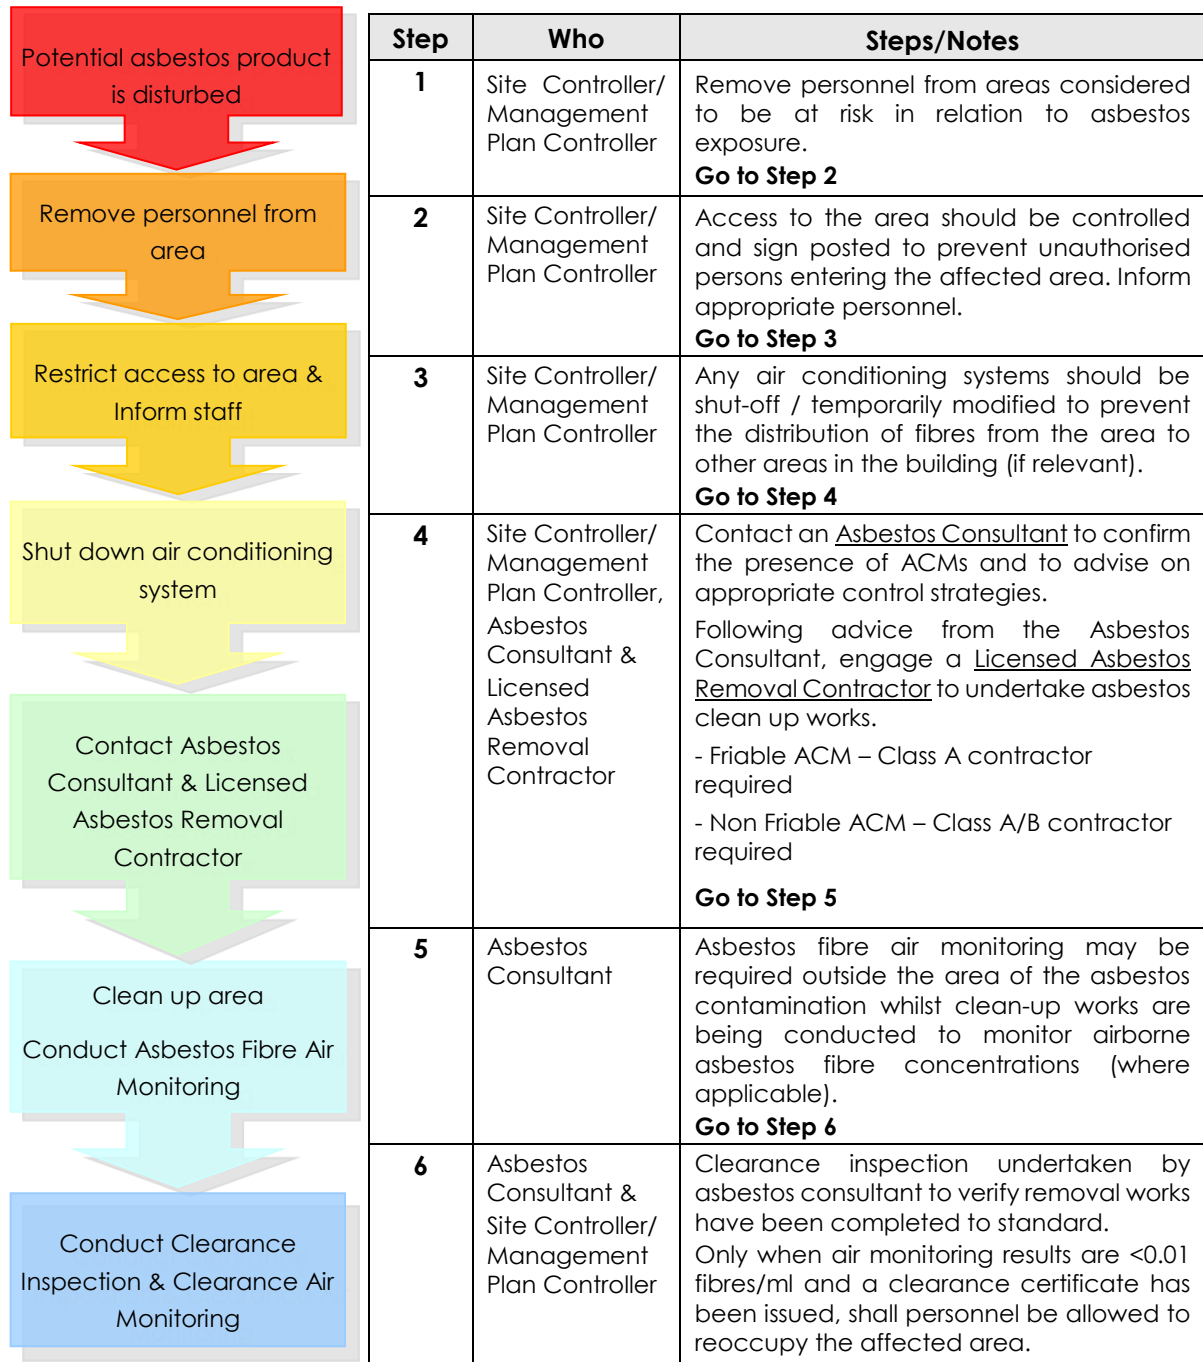 Potential asbestos product
is disturbed
Remove personnel from
area
Restrict access to area &
Inform staff
Shut down air conditioning
system
Contact Asbestos
Consultant & Licensed
Asbestos Removal
Contractor
Clean up area
Conduct Asbestos Fibre Air
Monitoring
Conduct Clearance
Inspection & Clearance Air
Monitoring
Step Who Steps/Notes
1
Site Controller/
Management
Plan Controller
Remove personnel from areas considered
to be at risk in relation to asbestos
exposure.
Go to Step 2
2
Site Controller/
Management
Plan Controller
Access to the area should be controlled
and sign posted to prevent unauthorised
persons entering the affected area. Inform
appropriate personnel.
Go to Step 3
3
Site Controller/
Management
Plan Controller
Any air conditioning systems should be
shut-off / temporarily modified to prevent
the distribution of fibres from the area to
other areas in the building (if relevant).
Go to Step 4
4
Site Controller/
Management
Plan Controller,
Asbestos
Consultant &
Licensed
Asbestos
Removal
Contractor
Contact an Asbestos Consultant to confirm
the presence of ACMs and to advise on
appropriate control strategies.
Following advice from the Asbestos
Consultant, engage a Licensed Asbestos
Removal Contractor to undertake asbestos
clean up works.
- Friable ACM – Class A contractor
required
- Non Friable ACM – Class A/B contractor
required
Go to Step 5
5
Asbestos
Consultant
Asbestos fibre air monitoring may be
required outside the area of the asbestos
contamination whilst clean-up works are
being conducted to monitor airborne
asbestos fibre concentrations (where
applicable).
Go to Step 6
6
Asbestos
Consultant &
Site Controller/
Management
Plan Controller
Clearance inspection undertaken by
asbestos consultant to verify removal works
have been completed to standard.
Only when air monitoring results are <0.01
fibres/ml and a clearance certificate has
been issued, shall personnel be allowed to
reoccupy the affected area.